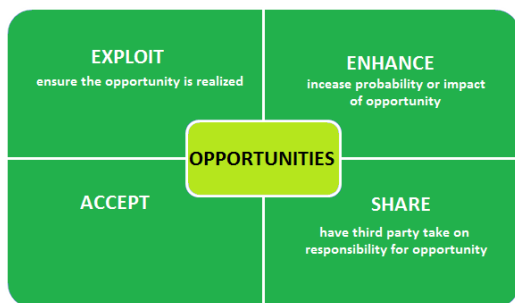 EXPLOIT
ensure the opportunity is realized
ENHANCE
incease probability or impact
of opportunity
OPPORTUNITIES
ACCEPT
SHARE
have third party take on
responsibility for opportunity